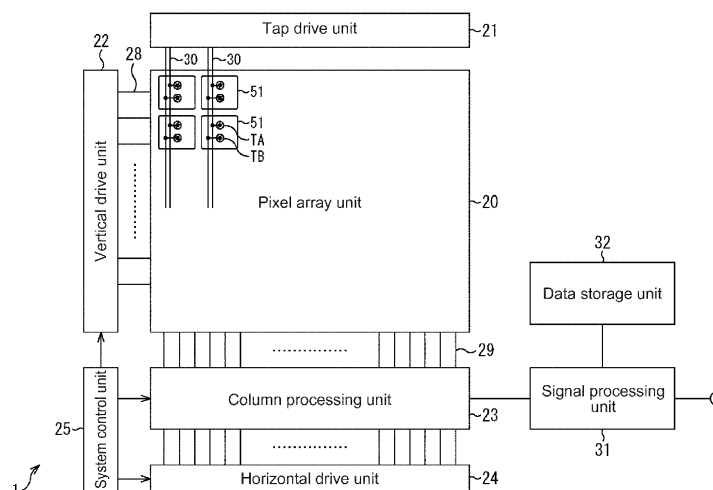 Tap drive unit
21
22
28
30
30
51
51
TA
TB
Vertical drive unit
Pixel array unit
20
32
Data storage unit
29
System control unit
25
Column processing unit
23
Signal processing
unit
31
Horizontal drive unit
24
1